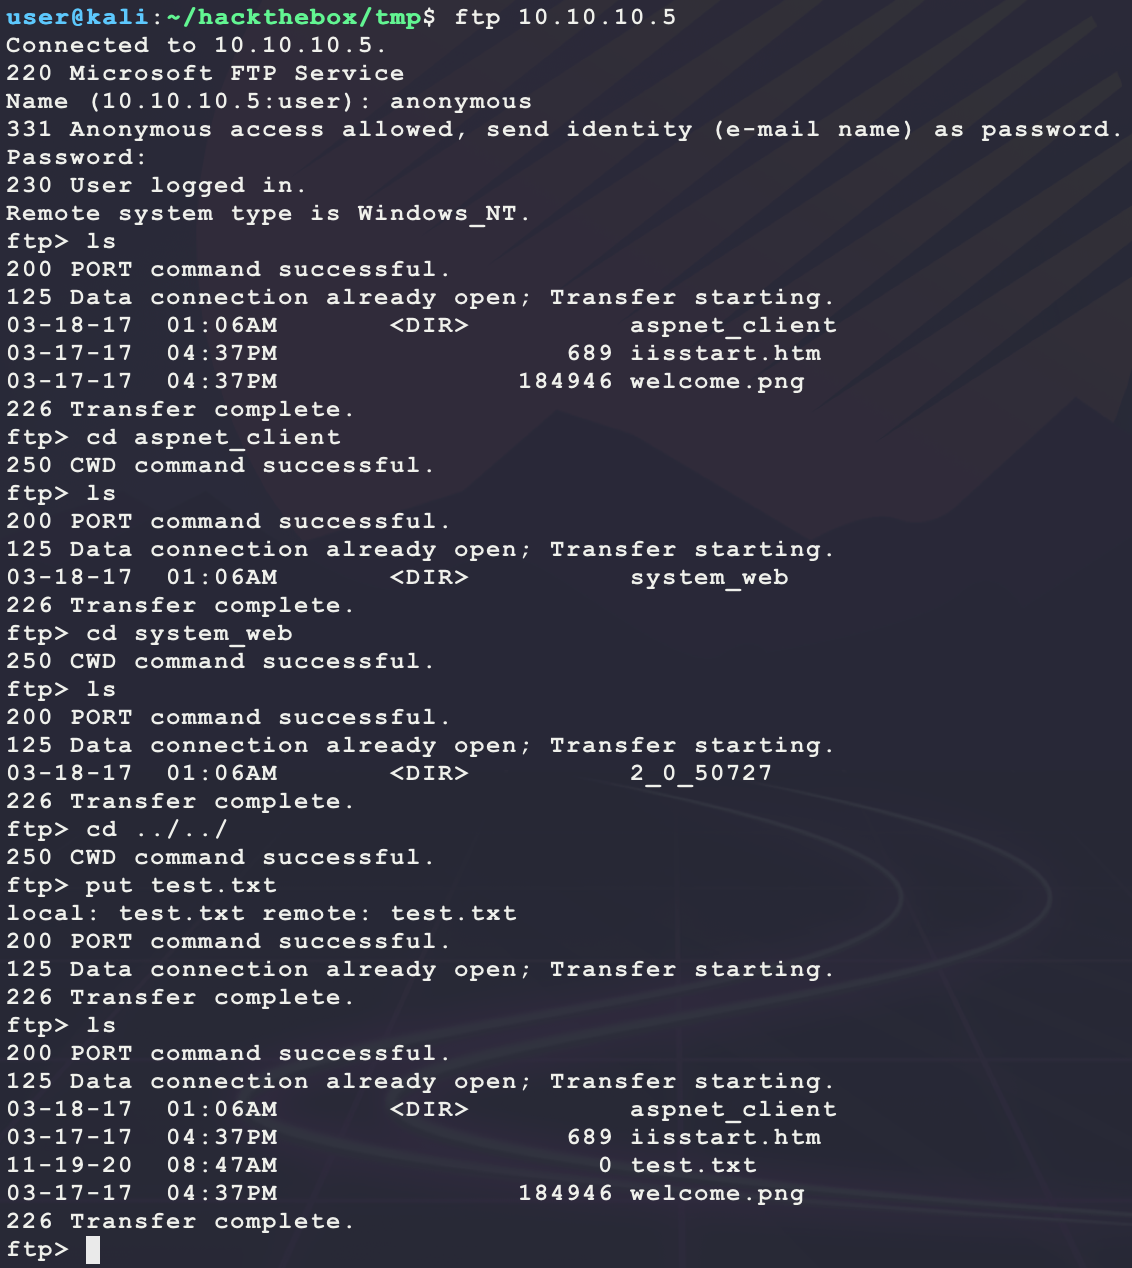 user@kali:~/hackthebox/tmp$ ftp 10.10.10.5
Connected to 10.10.10.5.
220 Microsoft FTP Service
Name (10.10.10.5:user): anonymous
331 Anonymous access allowed, send identity (e-mail name) as password.
Password:
230 User logged in.
Remote system type is Windows_NT.
ftp> ls
200 PORT command successful.
125 Data connection already open; Transfer starting.
03-18-17  01:06AM       <DIR>          aspnet_client
03-17-17  04:37PM                  689 iisstart.htm
03-17-17  04:37PM               184946 welcome.png
226 Transfer complete.
ftp> cd aspnet_client
250 CWD command successful.
ftp> ls
200 PORT command successful.
125 Data connection already open; Transfer starting.
03-18-17  01:06AM       <DIR>          system_web
226 Transfer complete.
ftp> cd system_web
250 CWD command successful.
ftp> ls
200 PORT command successful.
125 Data connection already open; Transfer starting.
03-18-17  01:06AM       <DIR>          2_0_50727
226 Transfer complete.
ftp> cd ../../
250 CWD command successful.
ftp> put test.txt
local: test.txt remote: test.txt
200 PORT command successful.
125 Data connection already open; Transfer starting.
226 Transfer complete.
ftp> ls
200 PORT command successful.
125 Data connection already open; Transfer starting.
03-18-17  01:06AM       <DIR>          aspnet_client
03-17-17  04:37PM                  689 iisstart.htm
11-19-20  08:47AM                    0 test.txt
03-17-17  04:37PM               184946 welcome.png
226 Transfer complete.
ftp>